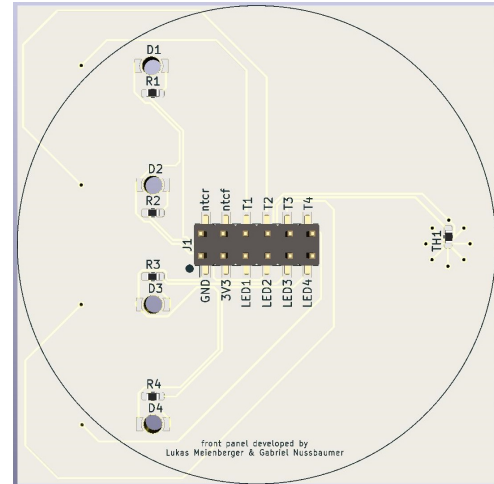 D1
R1
D2
R2
ntcr
ntcf
T1
T2
T3
T4
J1
GND
3V3
LED1
LED2
LED3
LED4
TH1
R3
D3
R4
D4
front panel developed by
Lukas Meienberger & Gabriel Nussbaumer